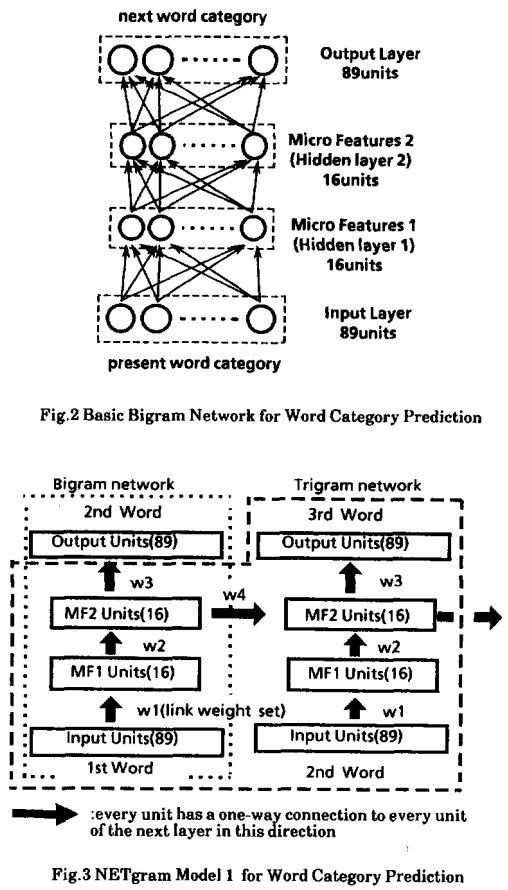 next word category
Output Layer
89units
Micro Features 2
(Hidden layer 2)
16units
Micro Features 1
(Hidden layer 1)
16units
Input Layer
89units
present word category
Fig.2 Basic Bigram Network for Word Category Prediction
Bigram network
Trigram network
2nd Word
3rd Word
Output Units(89)
Output Units(89)
w3
w4
w3
MF2 Units(16)
MF2 Units(16)
w2
w2
MF1 Units(16)
MF1 Units(16)
w1(link weight set)
w1
Input Units(89)
Input Units(89)
1st Word
2nd Word
:every unit has a one-way connection to every unit
of the next layer in this direction
Fig.3 NETgram Model 1 for Word Category Prediction